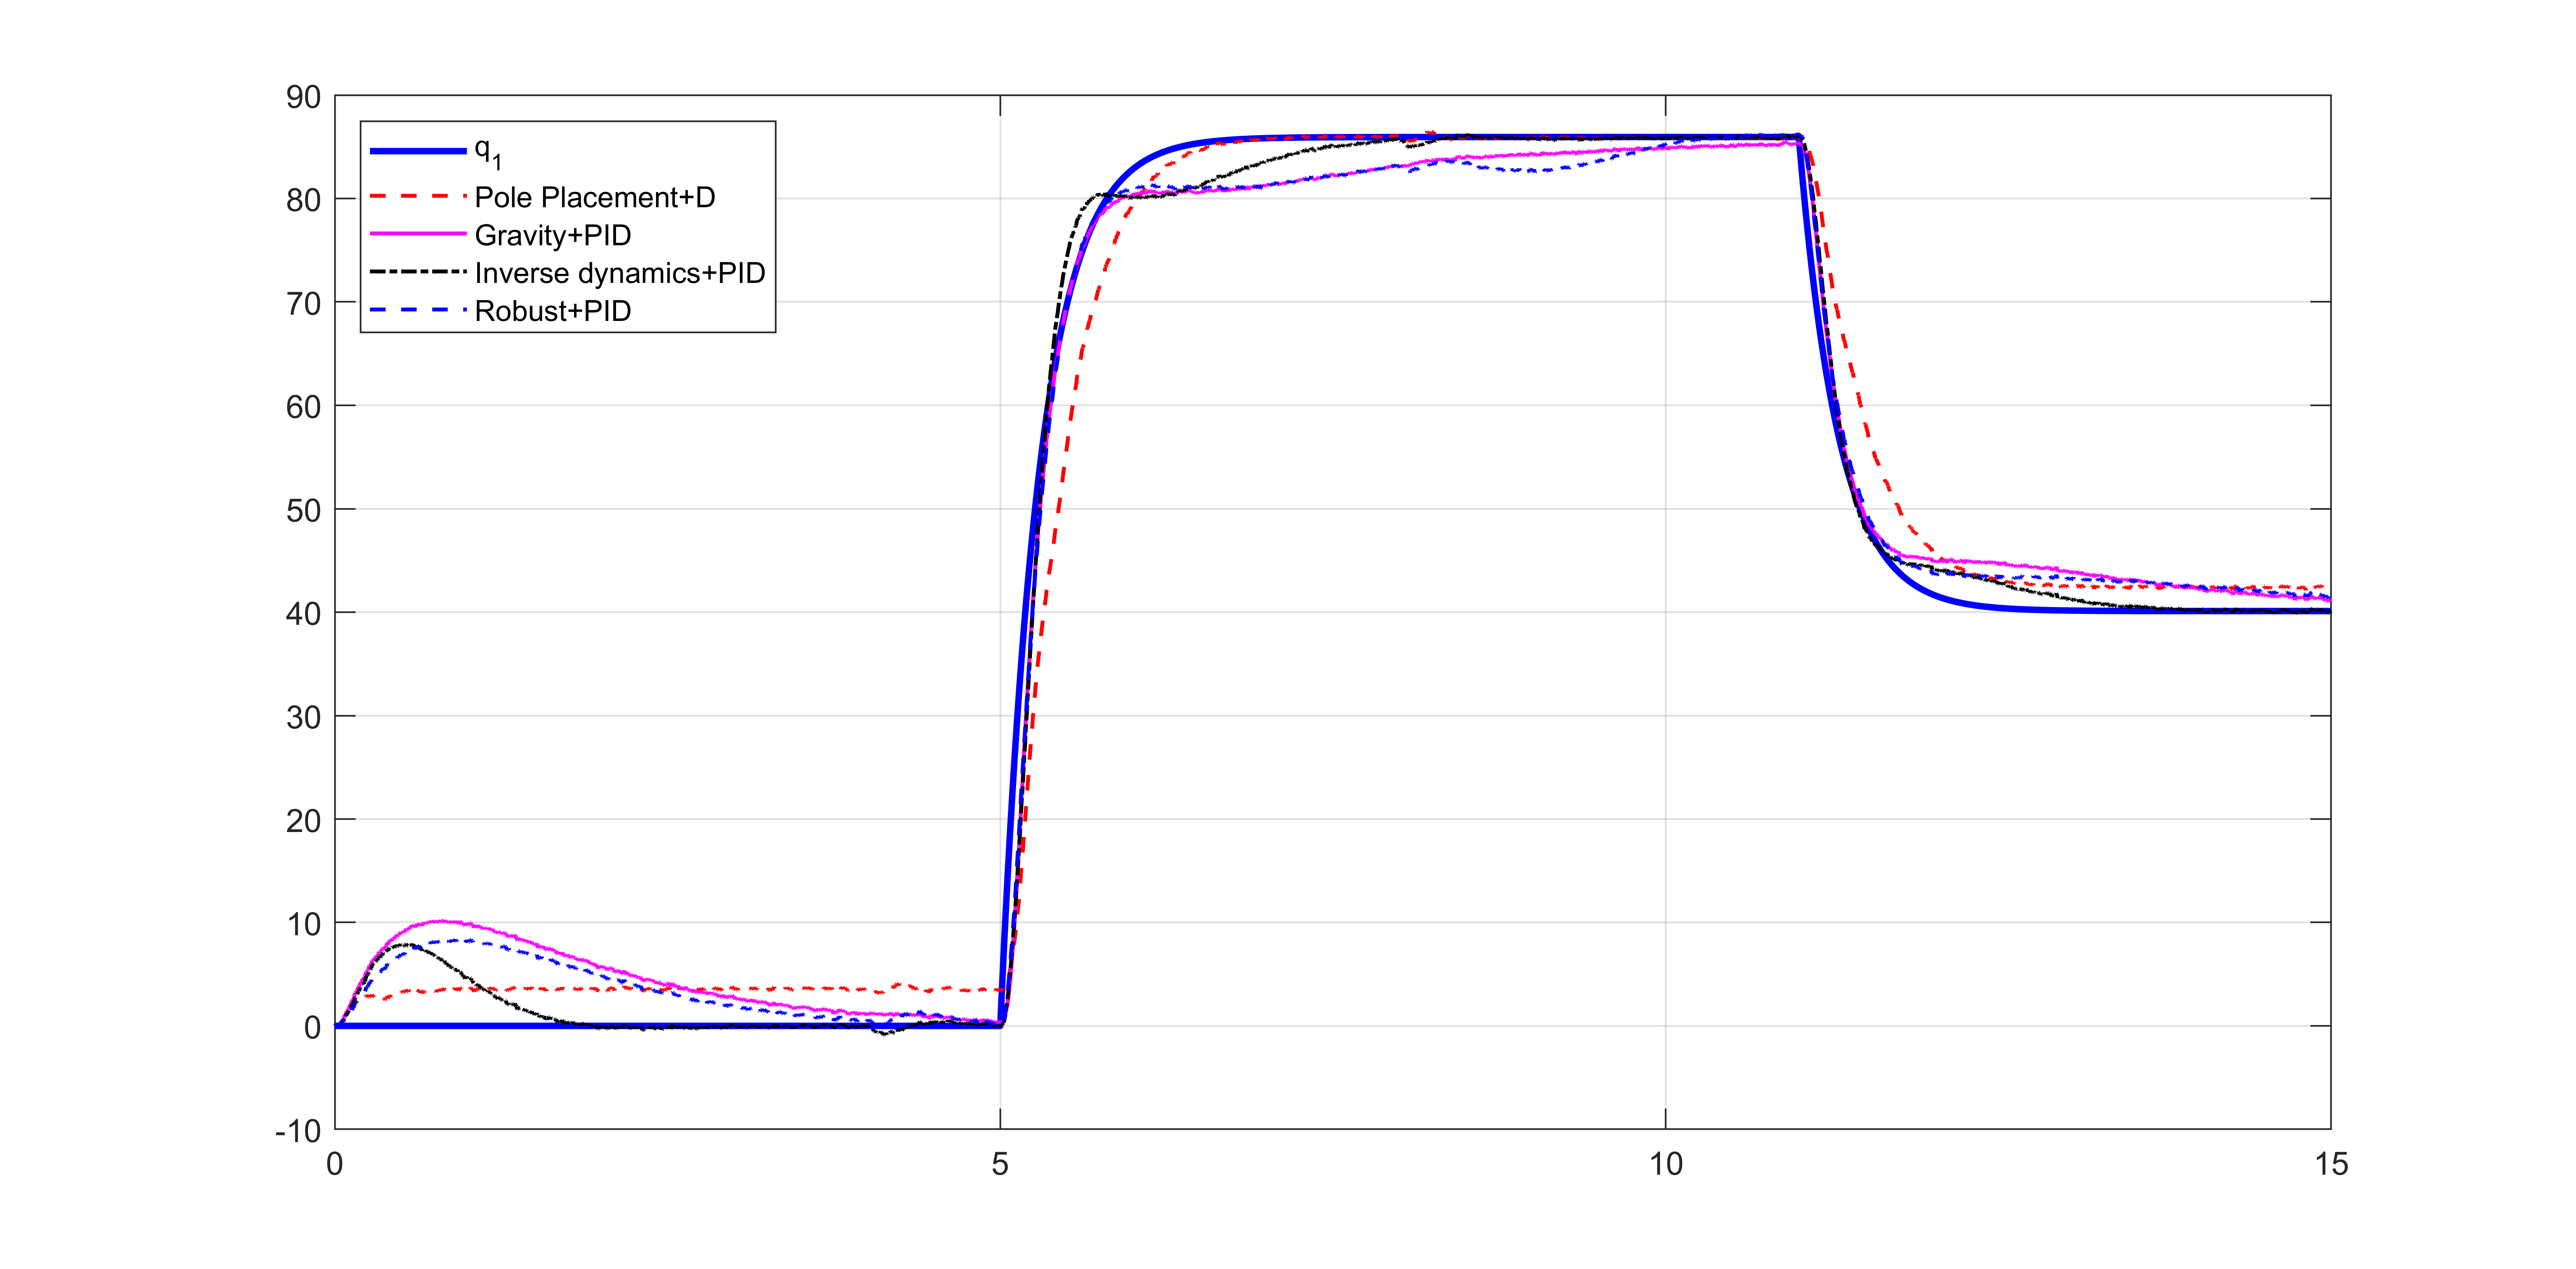 90
80
70
60
50
40
30
20
10
0
-10
q1
Pole Placement+D
Gravity+PID
Inverse dynamics+PID
Robust+PID
0 5 10 15